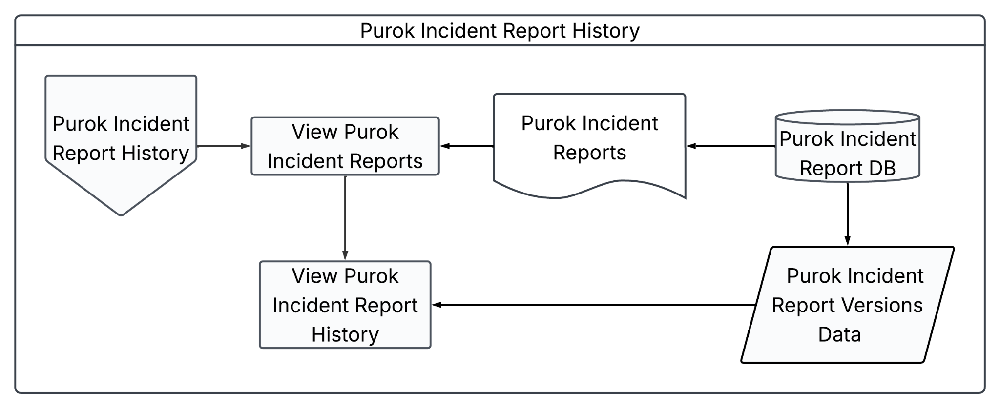 Purok Incident Report History
Purok Incident
Report History
View Purok
Incident Reports
Purok Incident
Reports
Purok Incident
Report DB
View Purok
Incident Report
History
Purok Incident
Report Versions
Data